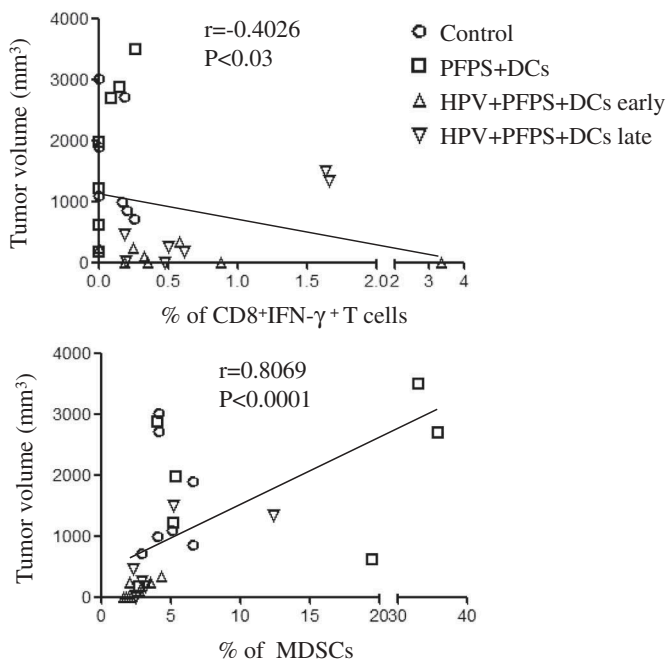 r=-0.4026
P<0.03
Control
PFPS+DCs
HPV+PFPS+DCs early
HPV+PFPS+DCs late
Tumor volume (mm³)
4000
3000
2000
1000
0
0.0 0.5 1.0 1.5 2.0 2 3 4
% of CD8⁺IFN-γ⁺T cells
r=0.8069
P<0.0001
Tumor volume (mm³)
4000
3000
2000
1000
0
0 5 10 15 20 30 40
% of MDSCs